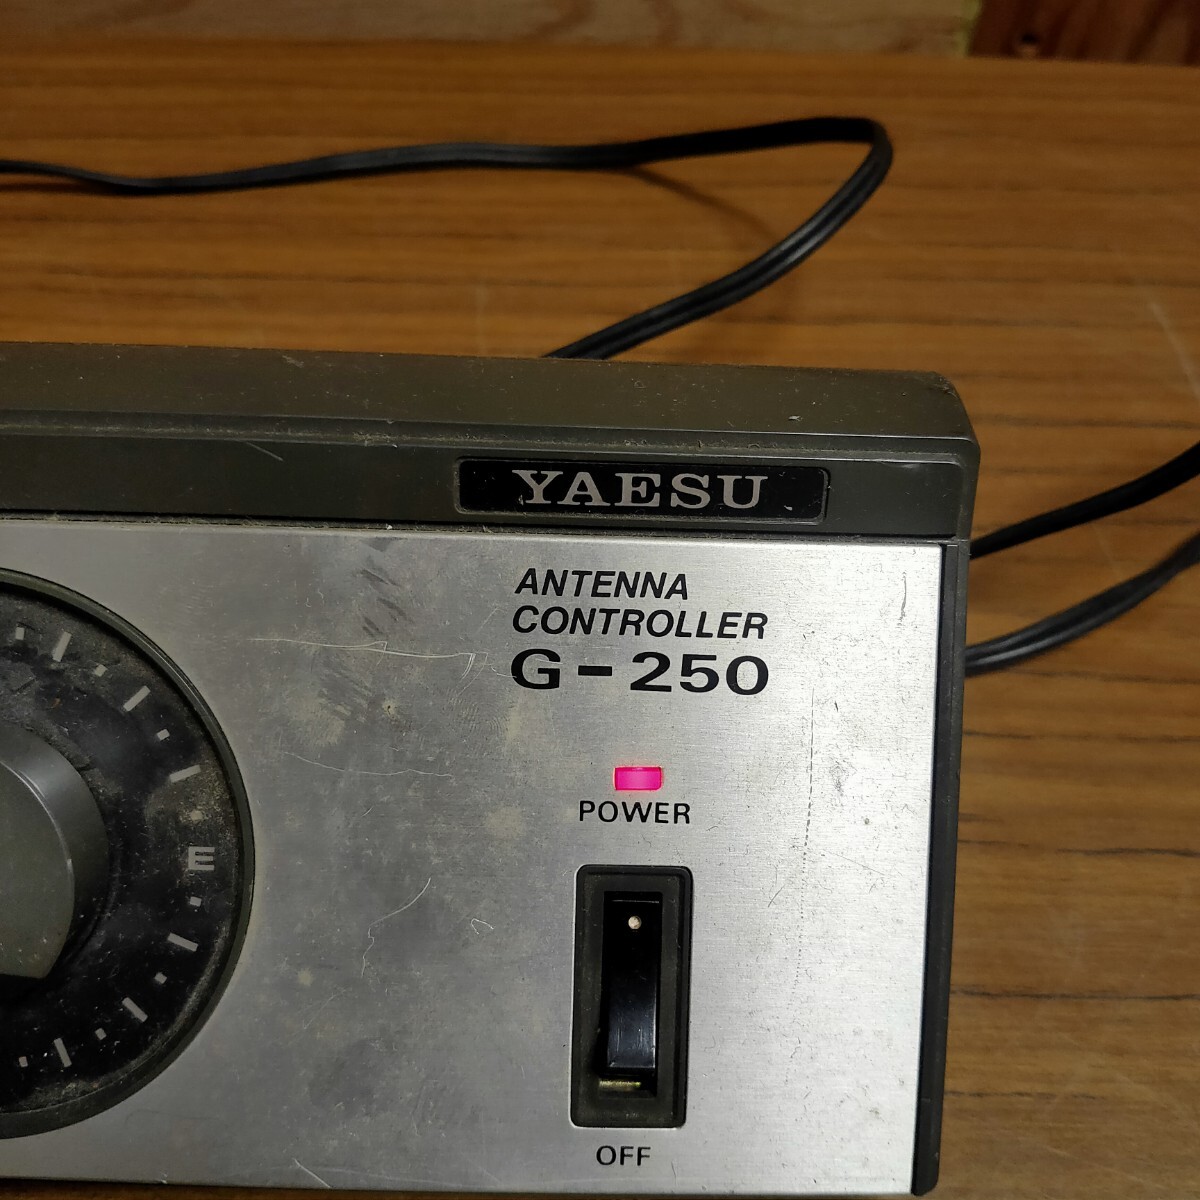 YAESU
ANTENNA
CONTROLLER
G-250
POWER
E
OFF